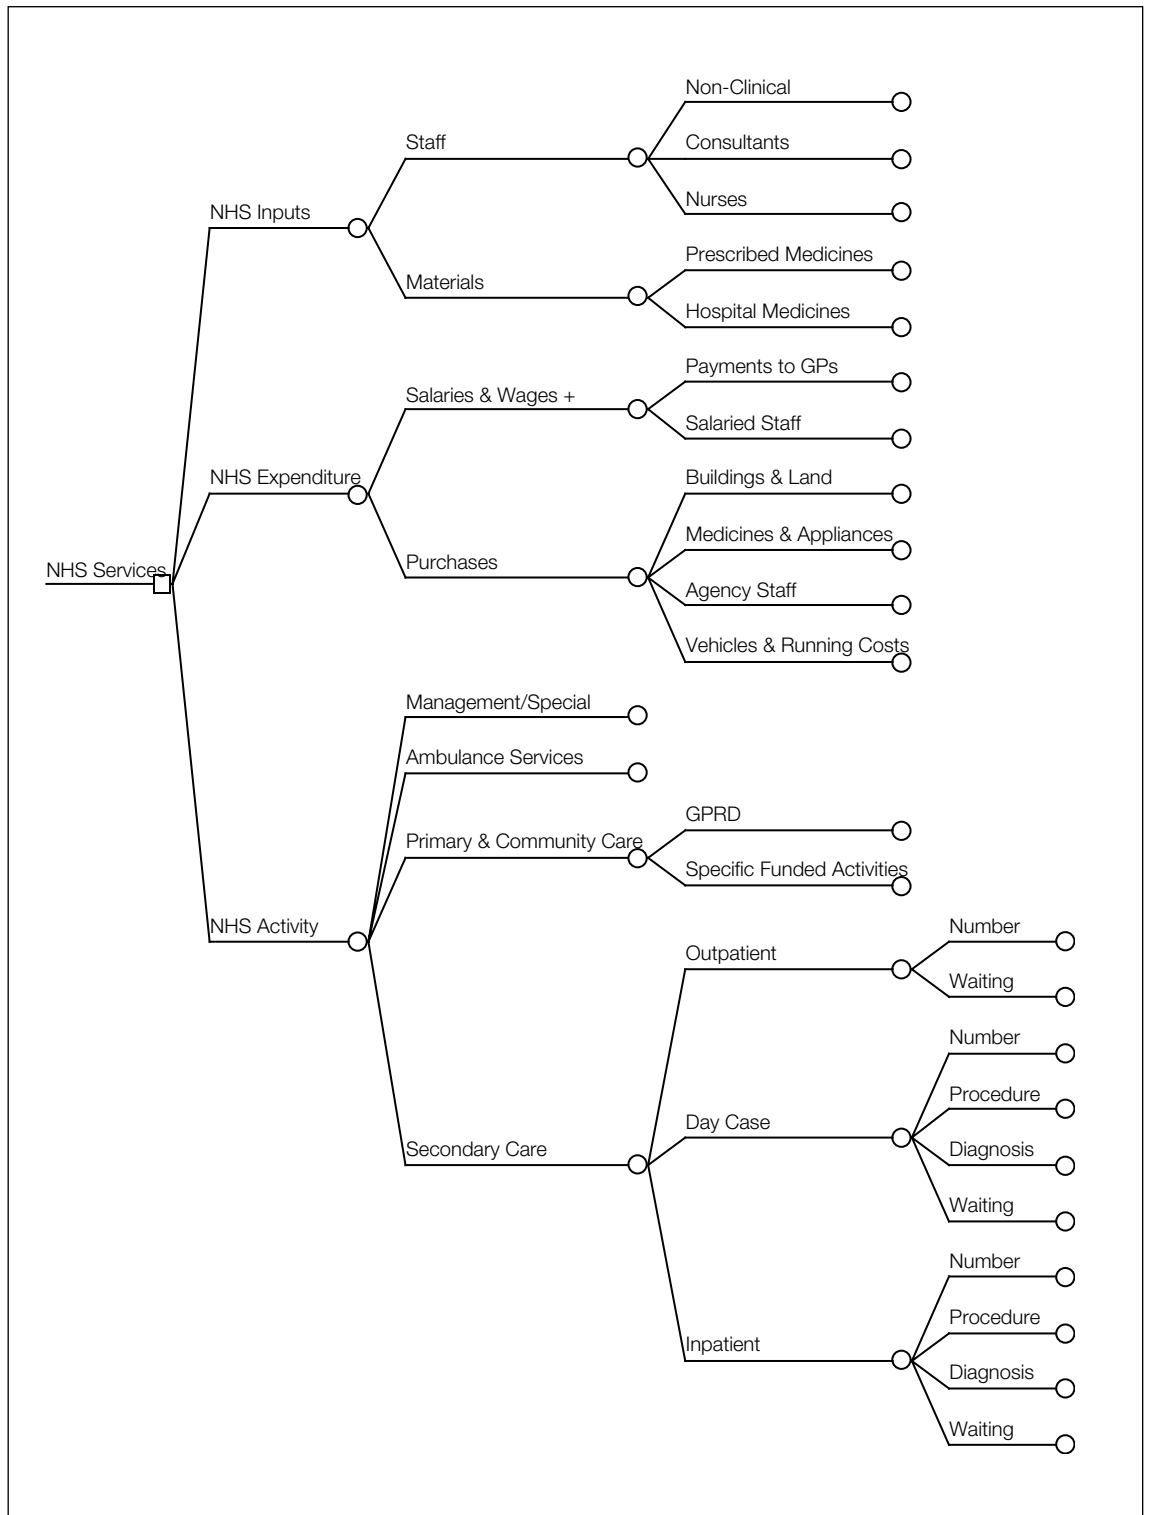 Non-Clinical
Staff
Consultants
Nurses
NHS Inputs
Prescribed Medicines
Materials
Hospital Medicines
Payments to GPs
Salaries & Wages +
Salaried Staff
NHS Expenditure
Buildings & Land
Medicines & Appliances
Purchases
NHS Services
Agency Staff
Vehicles & Running Costs
Management/Special
Ambulance Services
GPRD
Primary & Community Care
Specific Funded Activities
NHS Activity
Number
Outpatient
Waiting
Number
Procedure
Day Case
Secondary Care
Diagnosis
Waiting
Number
Procedure
Inpatient
Diagnosis
Waiting